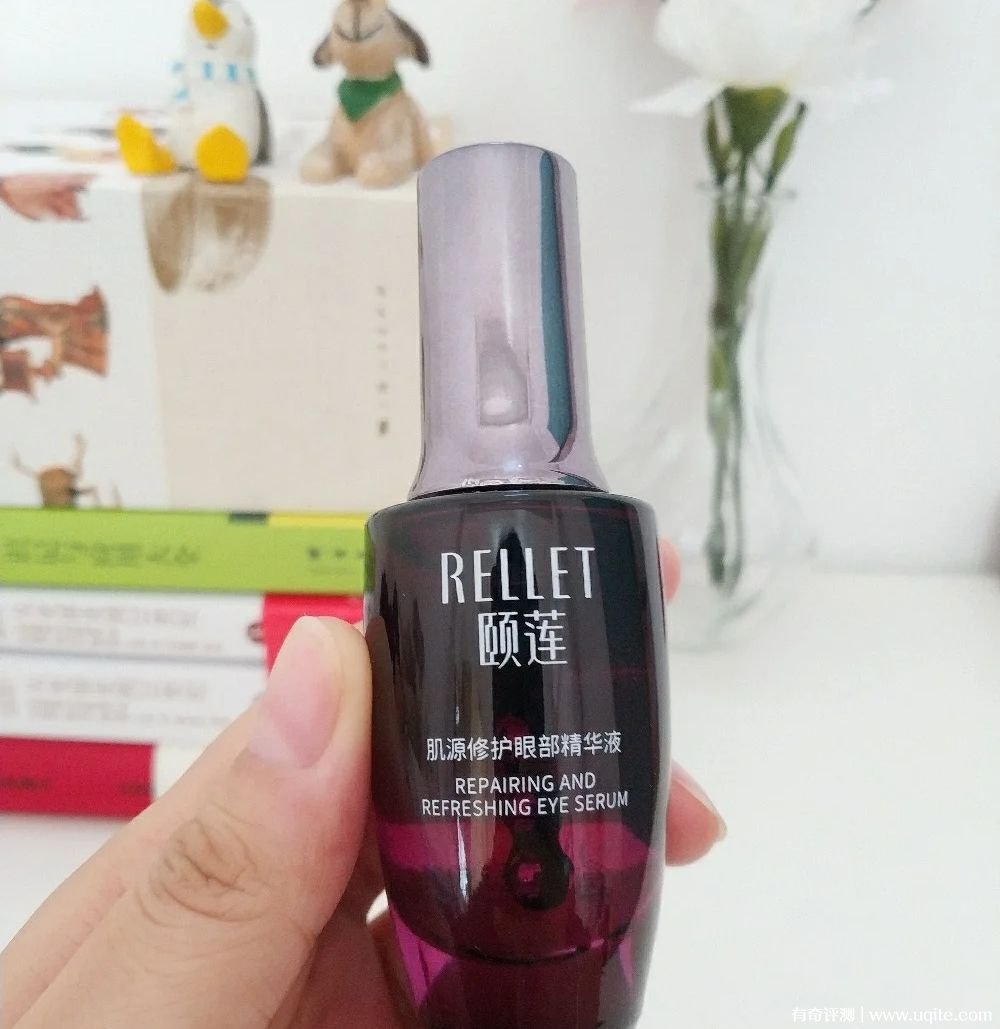 RELLET
颐莲
肌源修护眼部精华液
REPAIRING AND
REFRESHING EYE SERUM
有奇评测 | www.uqite.com